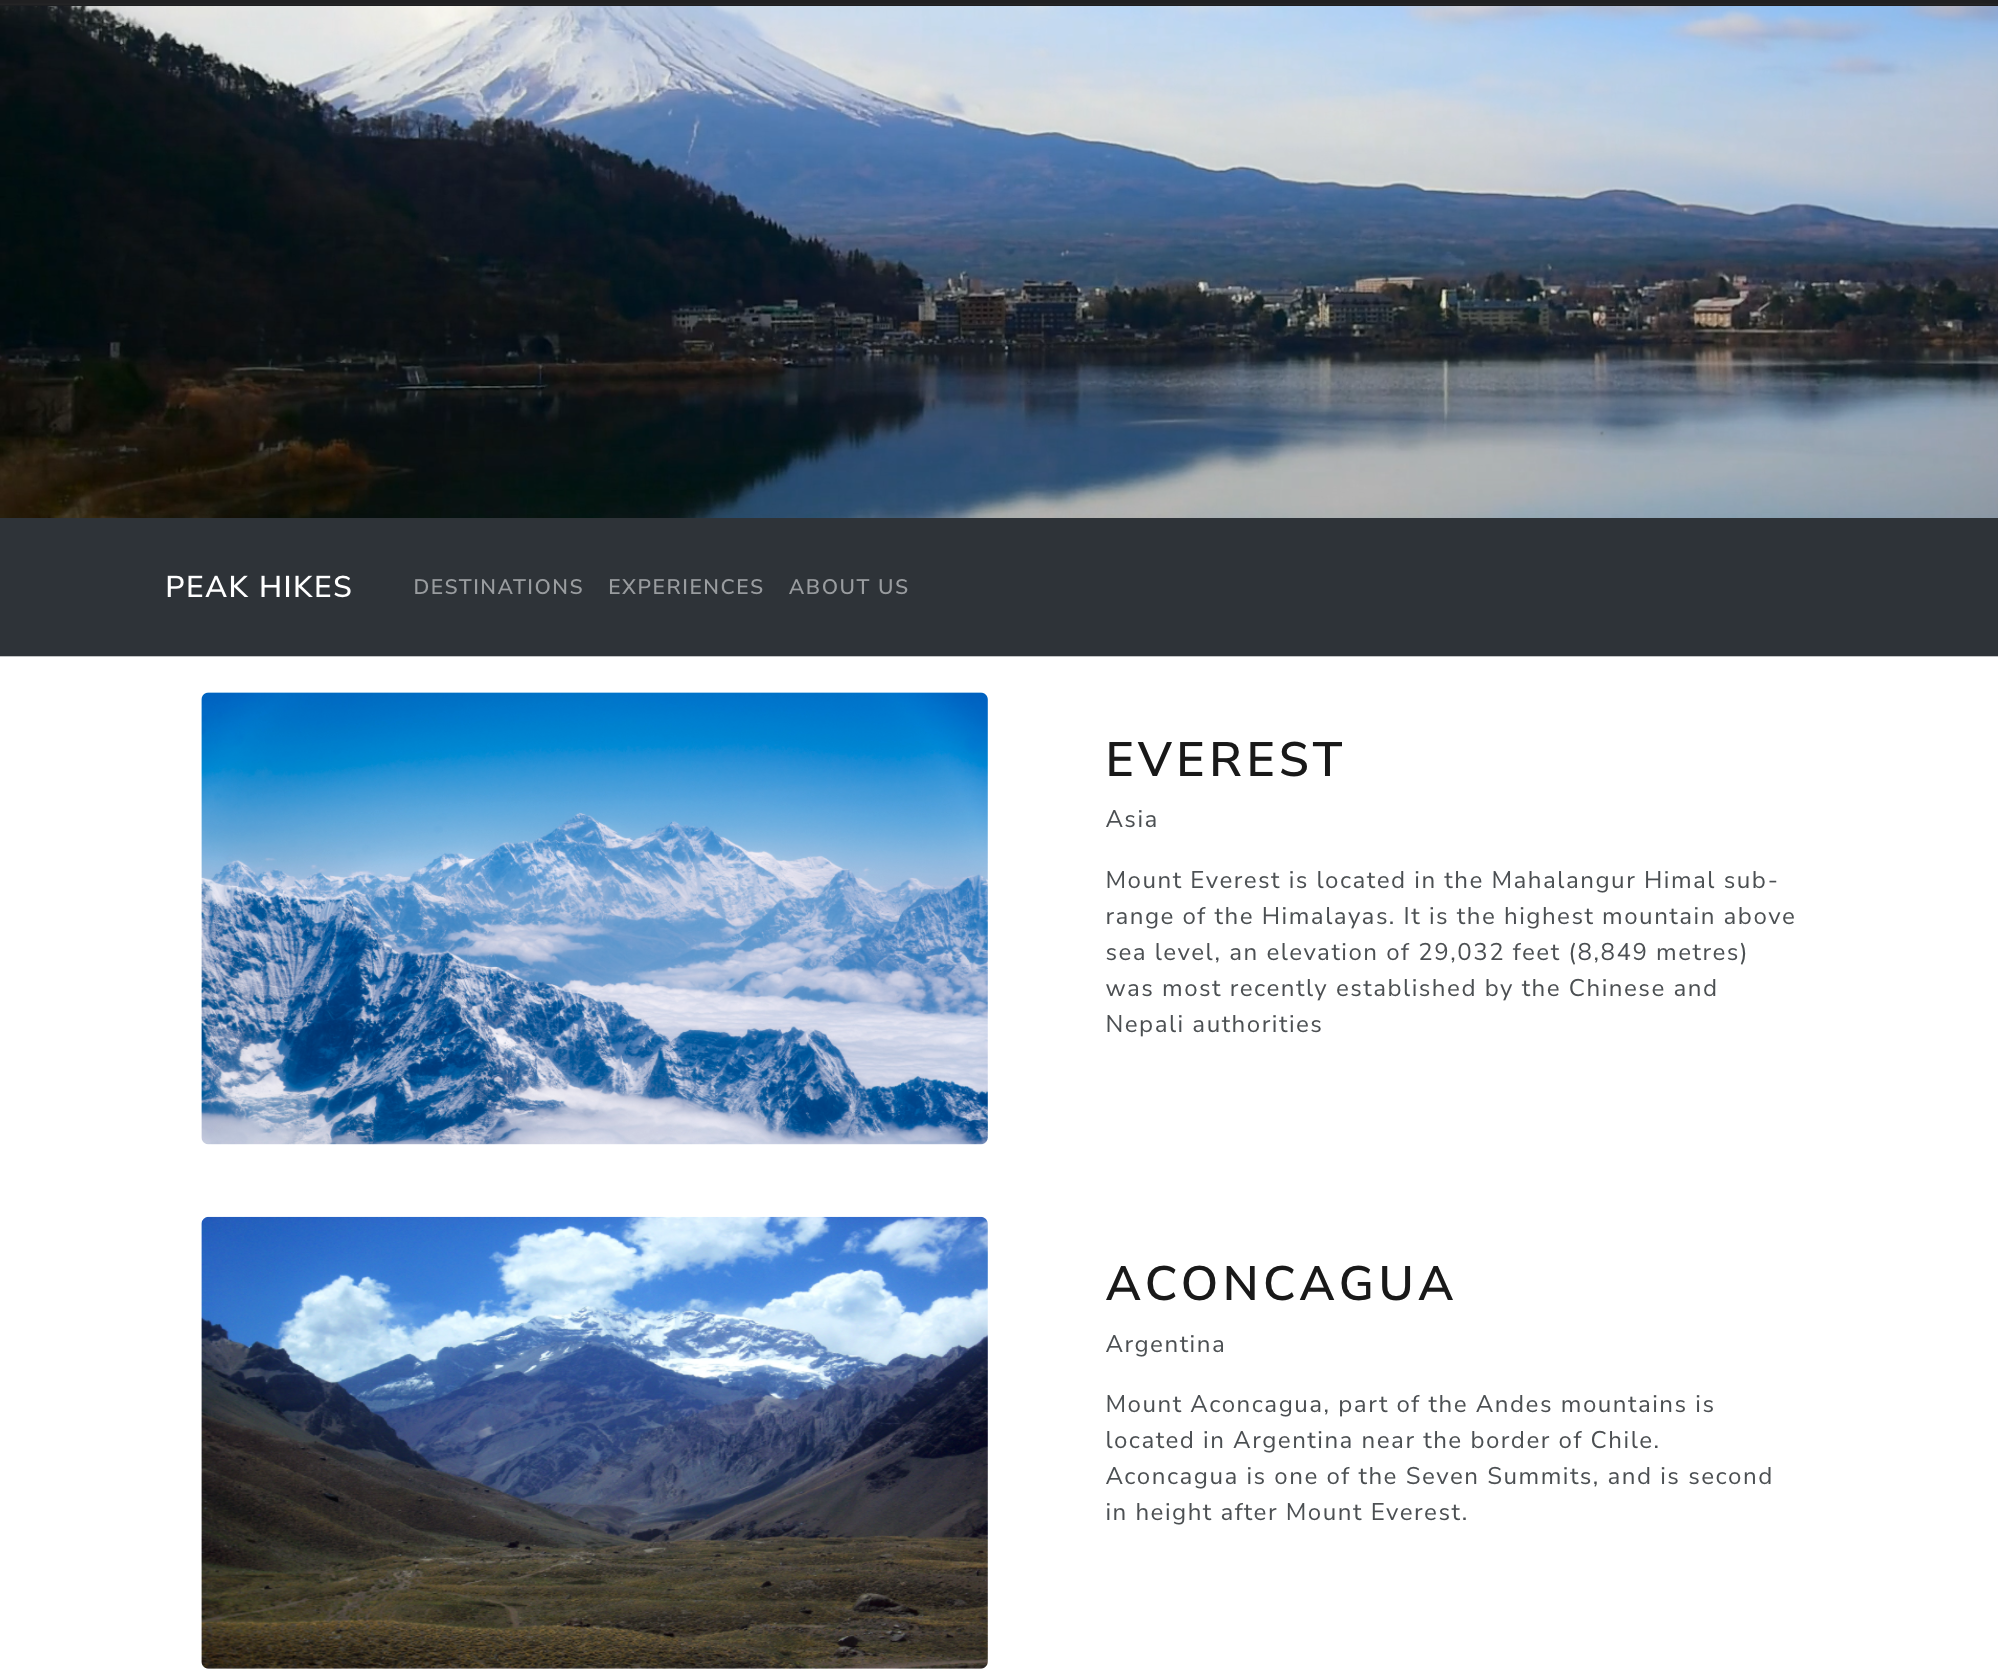 PEAK HIKES DESTINATIONS EXPERIENCES ABOUT US
EVEREST
Asia
Mount Everest is located in the Mahalangur Himal sub-
range of the Himalayas. It is the highest mountain above
sea level, an elevation of 29,032 feet (8,849 metres)
was most recently established by the Chinese and
Nepali authorities
ACONCAGUA
Argentina
Mount Aconcagua, part of the Andes mountains is
located in Argentina near the border of Chile.
Aconcagua is one of the Seven Summits, and is second
in height after Mount Everest.